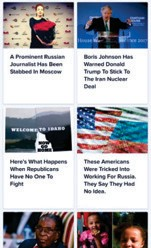 A Prominent Russian
Journalist Has Been
Stabbed In Moscow
Boris Johnson Has
Warned Donald
Trump To Stick To
The Iran Nuclear
Deal
WELCOME TO IDAHO
Here's What Happens
When Republicans
Have No One To
Fight
These Americans
Were Tricked Into
Working For Russia.
They Say They Had
No Idea.